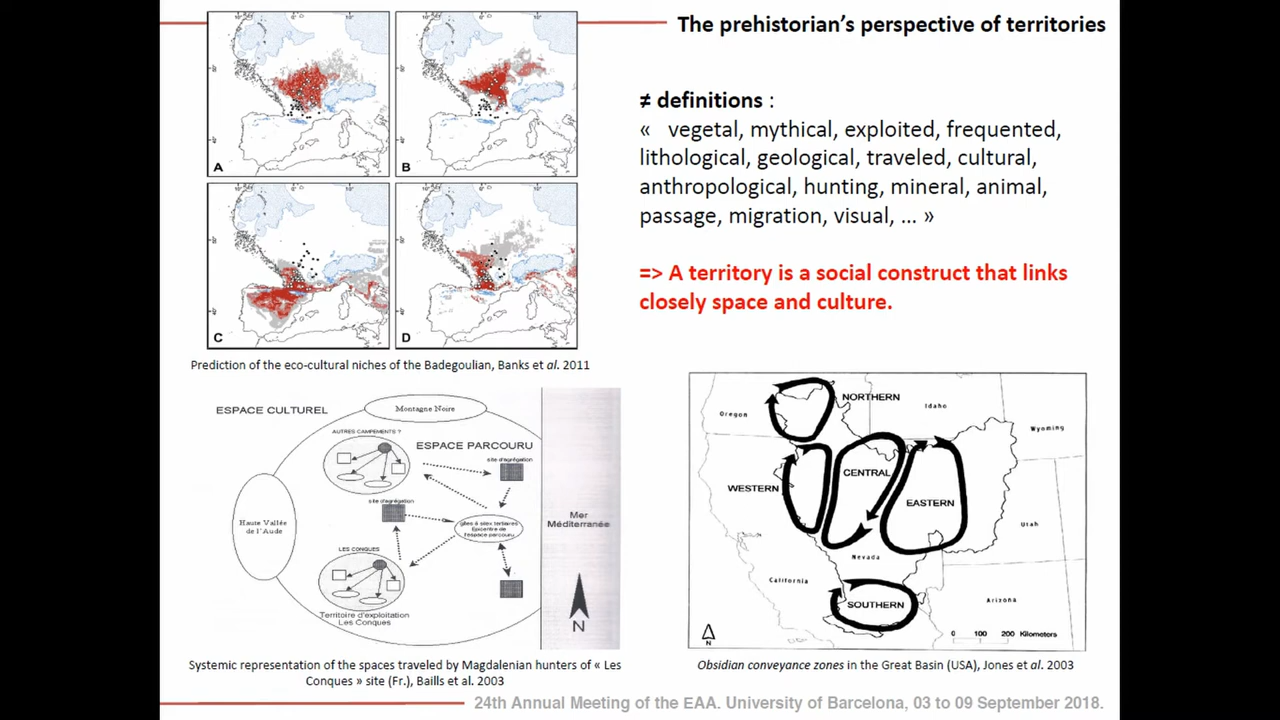 The prehistorian’s perspective of territories
≠ definitions :
« vegetal, mythical, exploited, frequented,
lithological, geological, traveled, cultural,
anthropological, hunting, mineral, animal,
passage, migration, visual, … »
=> A territory is a social construct that links
closely space and culture.
A
B
C
D
Prediction of the eco-cultural niches of the Badegoulian, Banks et al. 2011
ESPACE CULTUREL
Montagne Noire
AUTRES CAMPEMENTS ?
ESPACE PARCOURU
site d'agrégation
site d'agrégation
Haute Vallée
de l'Aude
gîtes à silex tertiaires
Epicentre de
l'espace parcouru
Mer
Méditerranée
LES CONQUES
Territoire d'exploitation
Les Conques
N
Systemic representation of the spaces traveled by Magdalenian hunters of « Les
Conques » site (Fr.), Baills et al. 2003
NORTHERN
Oregon
Idaho
Wyoming
WESTERN
CENTRAL
EASTERN
Utah
Nevada
California
SOUTHERN
Arizona
N
0 100 200 Kilometers
Obsidian conveyance zones in the Great Basin (USA), Jones et al. 2003
24th Annual Meeting of the EAA. University of Barcelona, 03 to 09 September 2018.